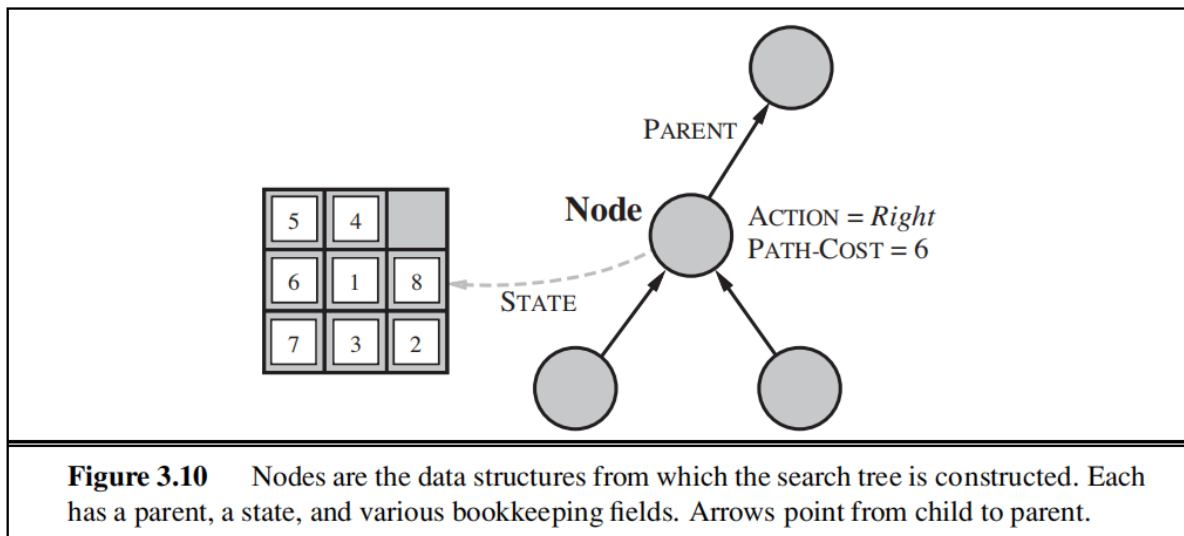 PARENT
Node
ACTION = Right
PATH-COST = 6
5 4
6 1 8
STATE
7 3 2
Figure 3.10 Nodes are the data structures from which the search tree is constructed. Each
has a parent, a state, and various bookkeeping fields. Arrows point from child to parent.